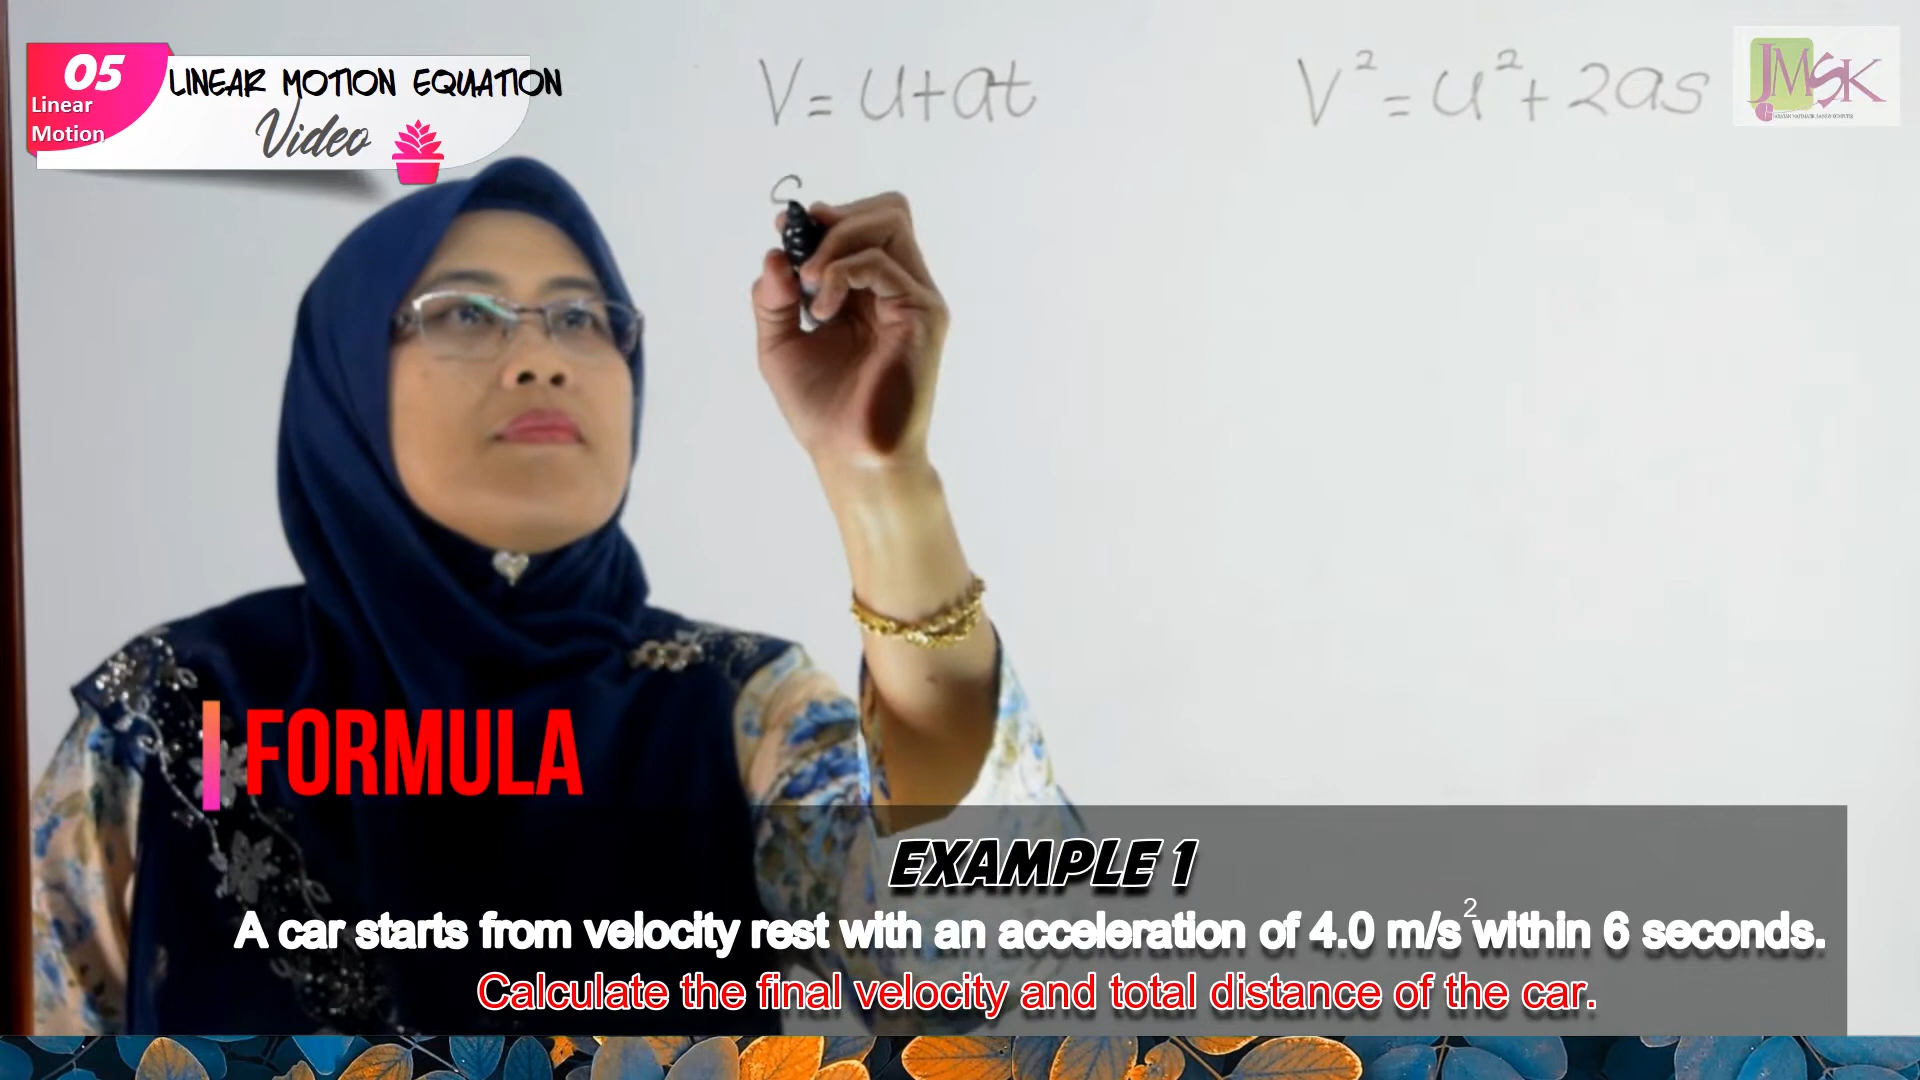 05
Linear
Motion
LINEAR MOTION EQUATION
Video
V = u + at
V² = u² + 2as
S
JMSK
FORMULA
EXAMPLE 1
A car starts from velocity rest with an acceleration of 4.0 m/s² within 6 seconds.
Calculate the final velocity and total distance of the car.